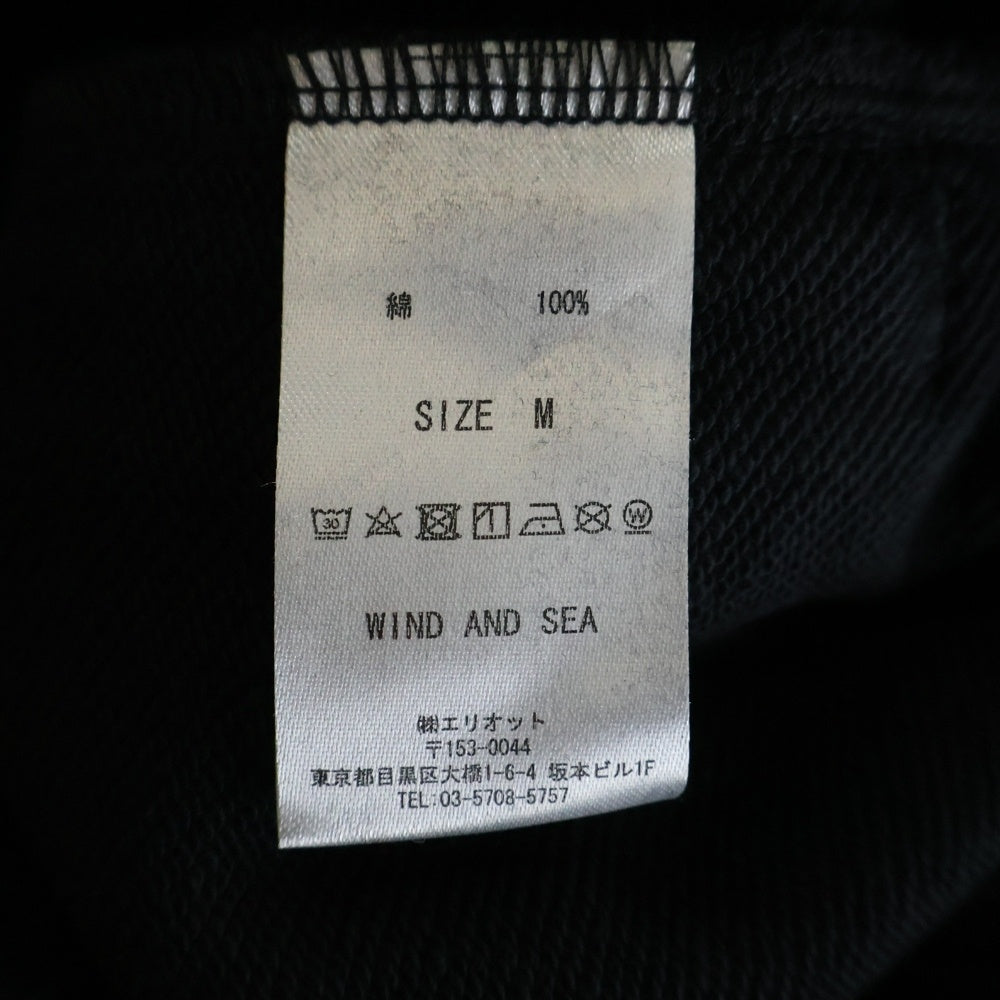 綿 100%
SIZE M
30 W
WIND AND SEA
㈱エリオット
〒153-0044
東京都目黒区大橋1-6-4 坂本ビル1F
TEL:03-5708-5757